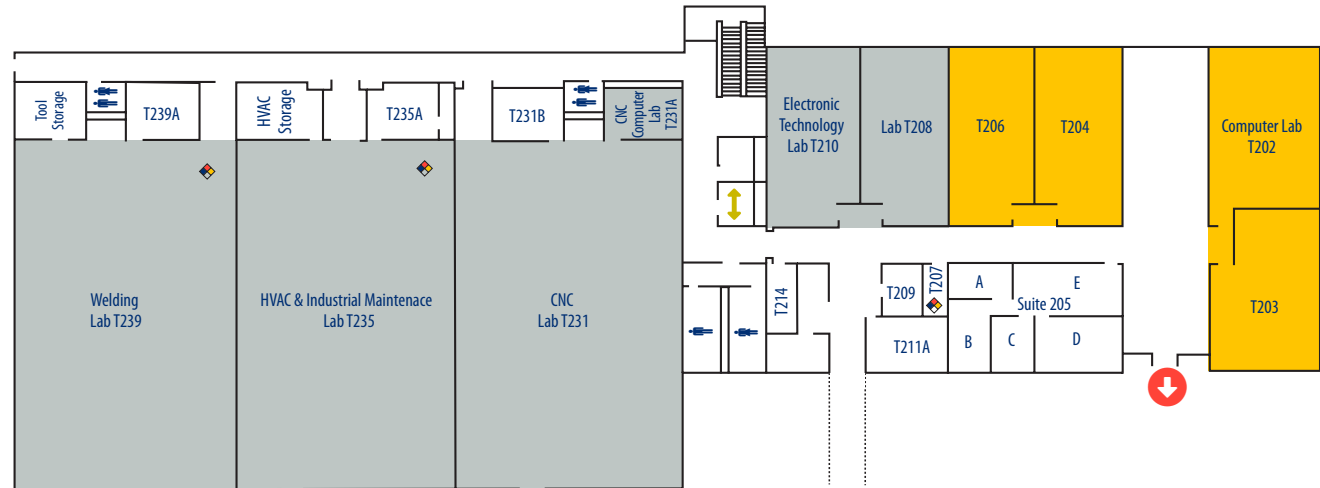 Tool
Storage
T239A
HVAC
Storage
T235A
T231B
CNC
Computer
Lab
T231A
Electronic
Technology
Lab T210
Lab T208
T206
T204
Computer Lab
T202
Welding
Lab T239
HVAC & Industrial Maintenace
Lab T235
CNC
Lab T231
T214
T209
T207
A
E
Suite 205
T211A
B
C
D
T203